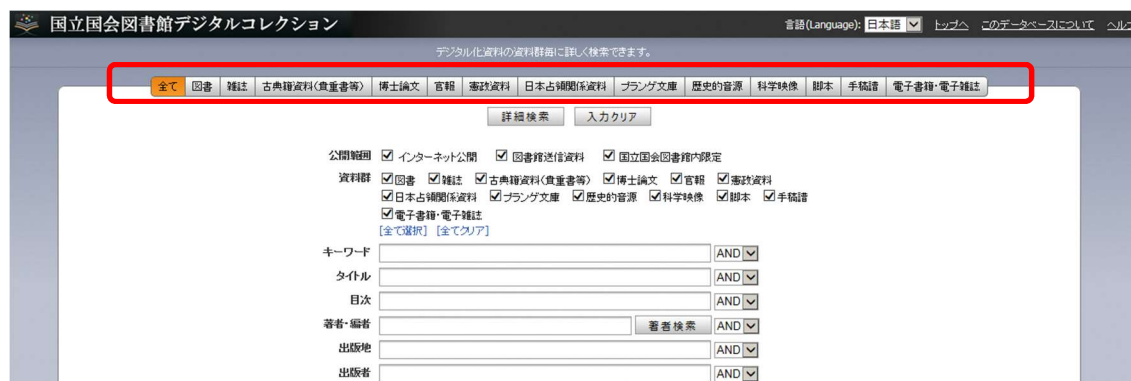 国立国会図書館デジタルコレクション 言語(Language): 日本語 トップへ このデータベースについて ヘル
デジタル化資料の資料群毎に詳しく検索できます。
全て 図書 雑誌 古典籍資料(貴重書等) 博士論文 官報 憲政資料 日本占領関係資料 プランゲ文庫 歴史的音源 科学映像 脚本 手稿譜 電子書籍・電子雑誌
詳細検索 入力クリア
公開範囲 インターネット公開 図書館送信資料 国立国会図書館内限定
資料群 図書 雑誌 古典籍資料(貴重書等) 博士論文 官報 憲政資料
日本占領関係資料 プランゲ文庫 歴史的音源 科学映像 脚本 手稿譜
電子書籍・電子雑誌
[全て選択] [全てクリア]
キーワード AND
タイトル AND
目次 AND
著者・編者 著者検索 AND
出版地 AND
出版者 AND